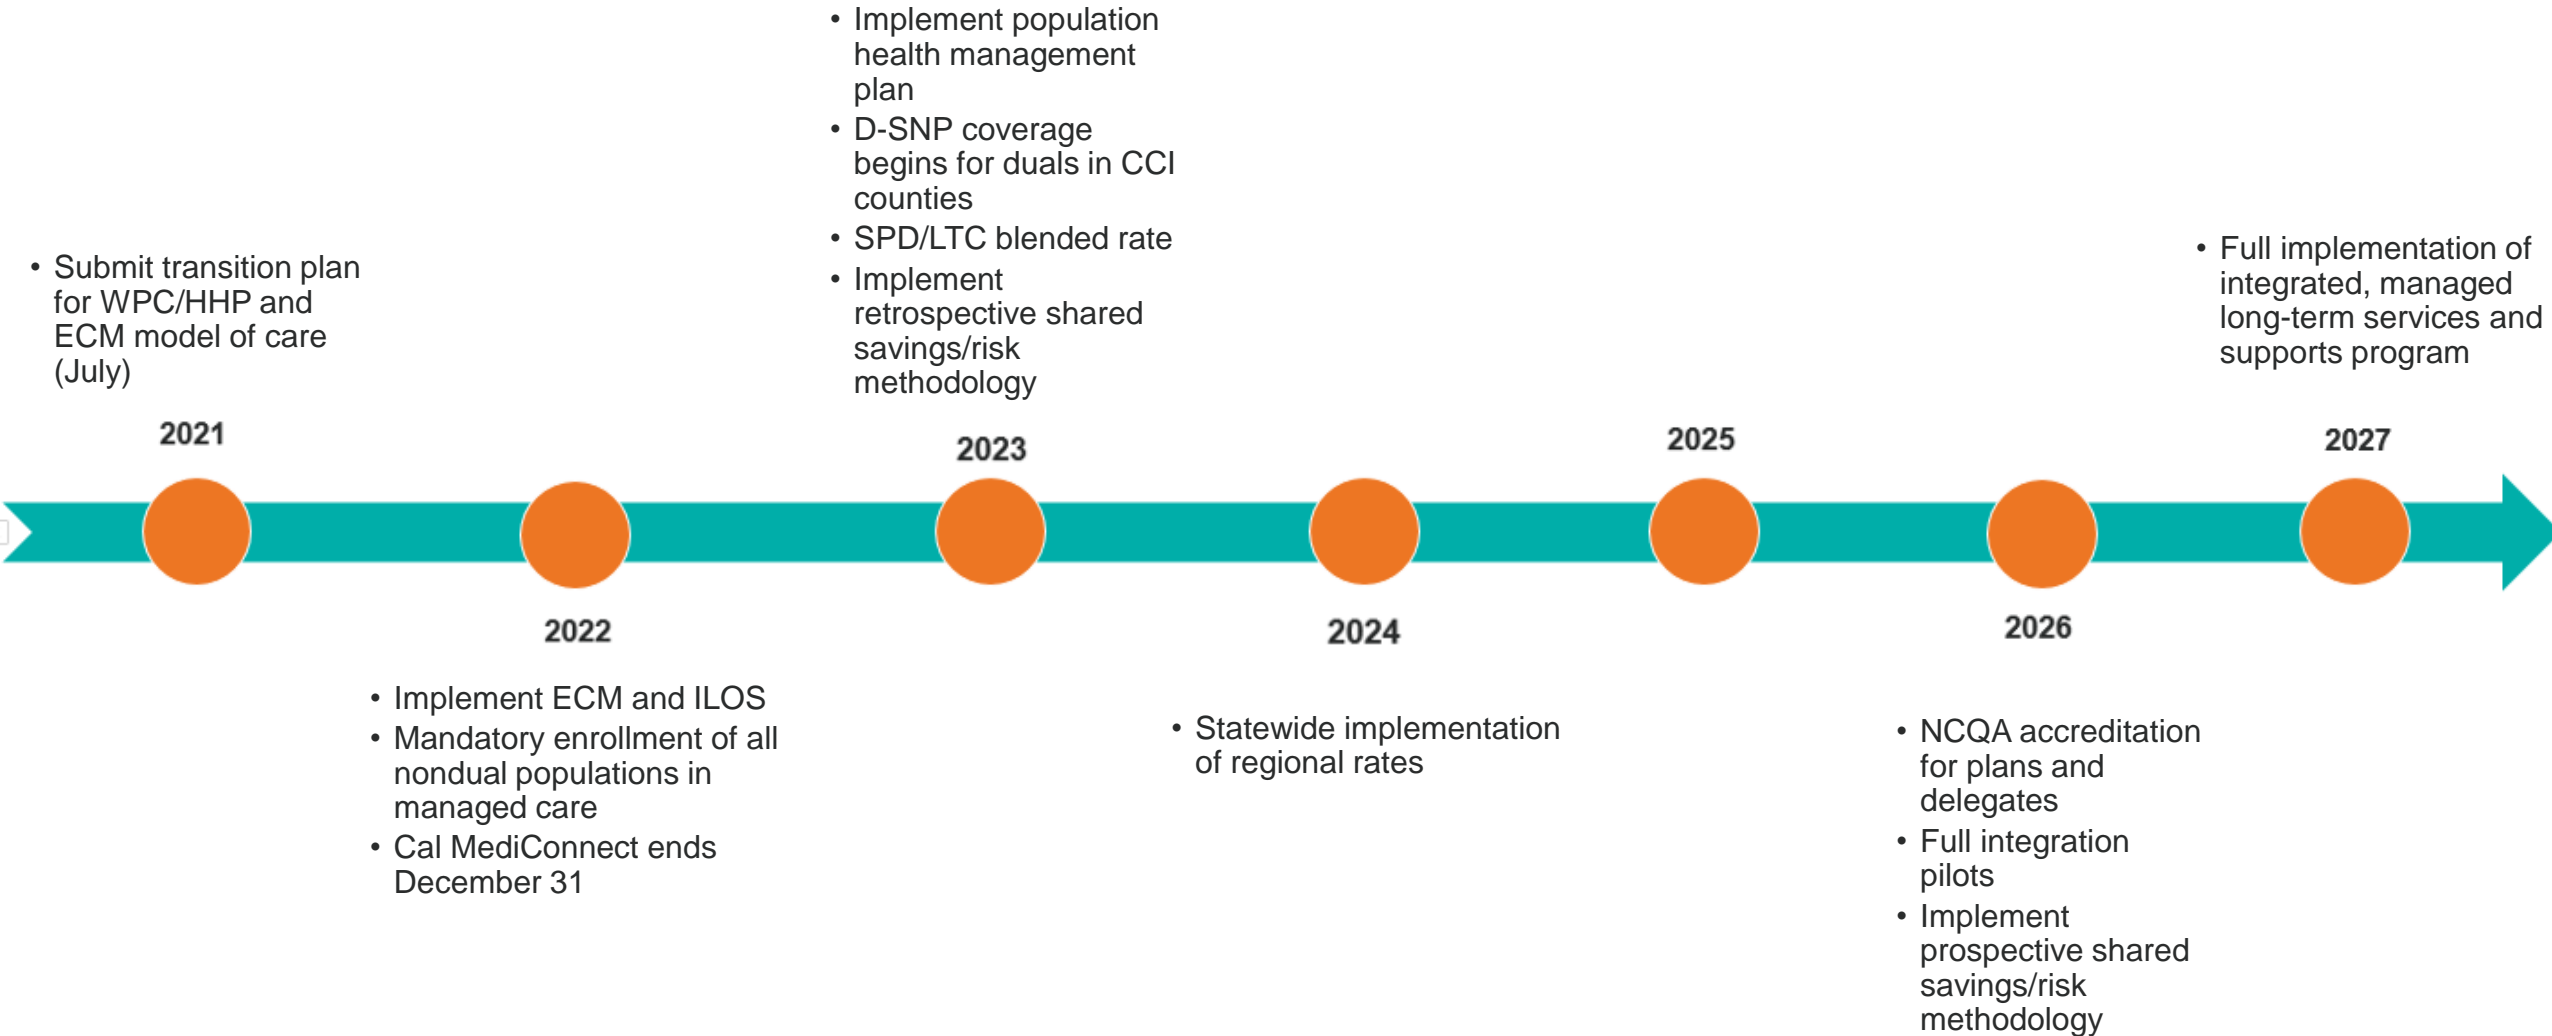 • Submit transition plan
for WPC/HHP and
ECM model of care
(July)
2021
2022
• Implement ECM and ILOS
• Mandatory enrollment of all
nondual populations in
managed care
• Cal MediConnect ends
December 31
• Implement population
health management
plan
• D-SNP coverage
begins for duals in CCI
counties
• SPD/LTC blended rate
• Implement
retrospective shared
savings/risk
methodology
2023
2024
• Statewide implementation
of regional rates
2025
2026
• NCQA accreditation
for plans and
delegates
• Full integration
pilots
• Implement
prospective shared
savings/risk
methodology
• Full implementation of
integrated, managed
long-term services and
supports program
2027